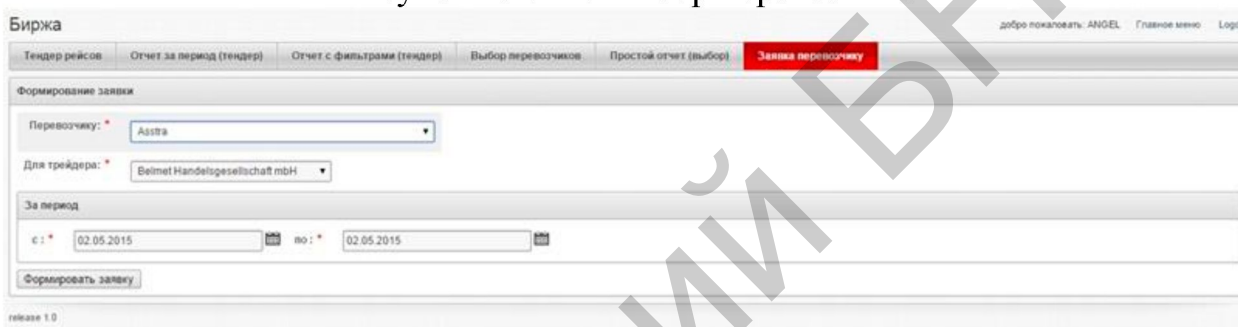 Биржа
добро пожаловать: ANGEL Главное меню
Тендер рейсов Отчет за период (тендер) Отчет с фильтрами (тендер) Выбор перевозчиков Простой отчет (выбор) Заявка перевозчику
Формирование заявки
Перевозчику: * Asstra
Для трейдера: * Belmet Handelsgesellschaft mbH
За период
с : * 02.05.2015 по : * 02.05.2015
Формировать заявку
release 1.0